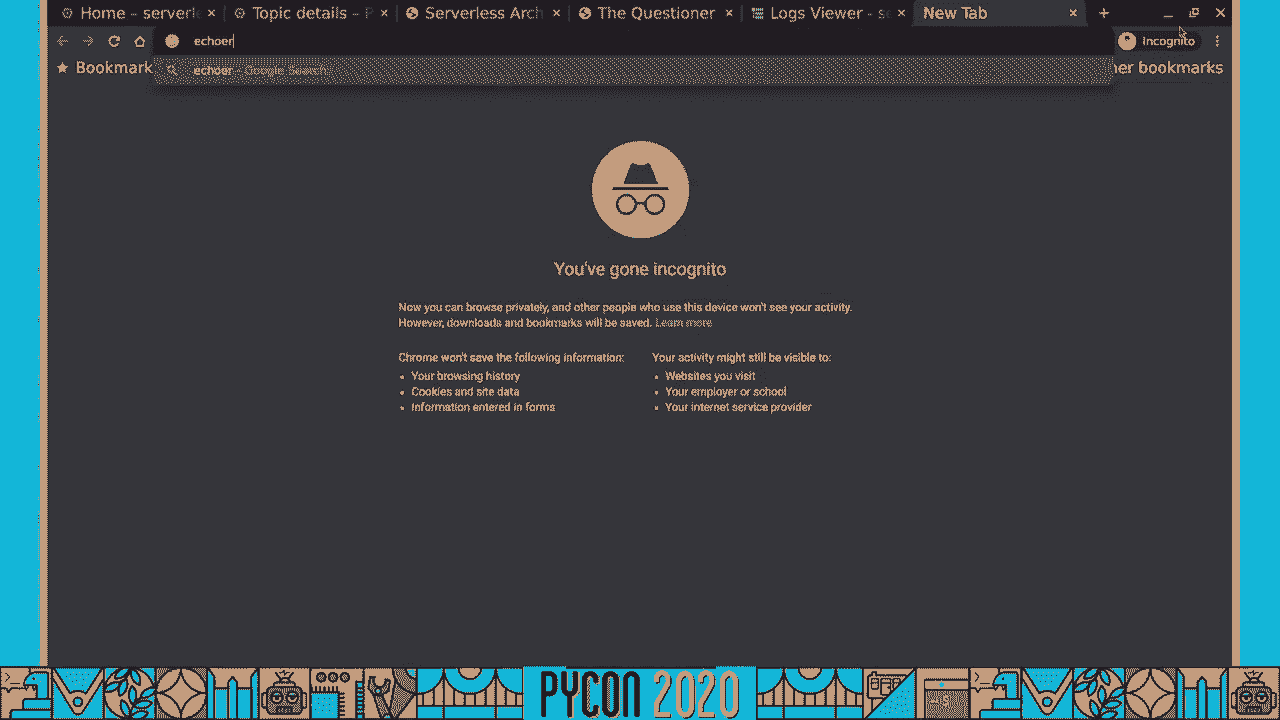 Home – serverl
Topic details – P
Serverless Arch
The Questioner
Logs Viewer – se
New Tab
echoer
Incognito
Bookmark
echoer – Google Search
her bookmarks
You've gone incognito
Now you can browse privately, and other people who use this device won't see your activity.
However, downloads and bookmarks will be saved. Learn more
Chrome won't save the following information:
Your browsing history
Cookies and site data
Information entered in forms
Your activity might still be visible to:
Websites you visit
Your employer or school
Your internet service provider
PYCON 2020